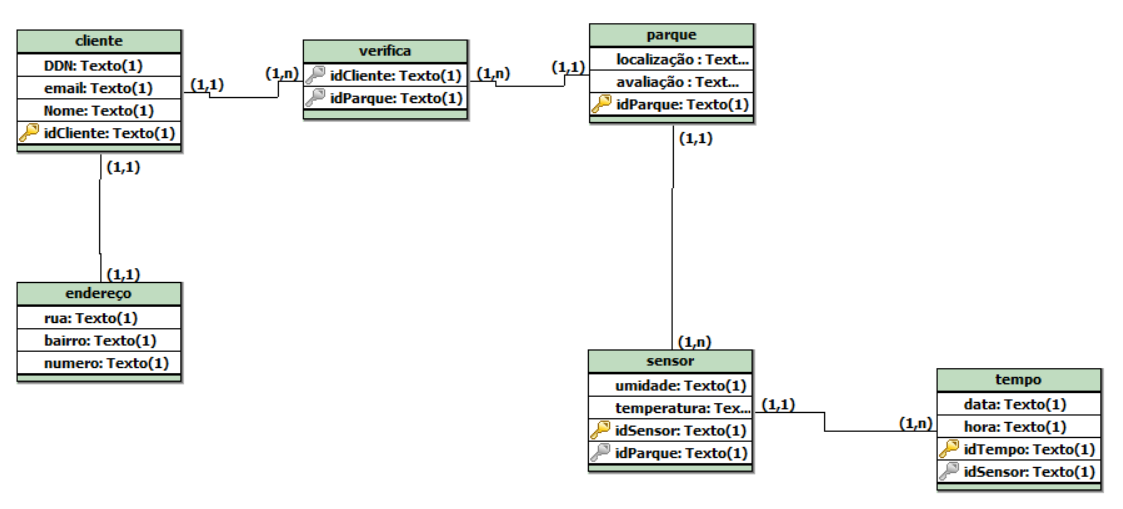 cliente
DDN: Texto(1)
email: Texto(1)
Nome: Texto(1)
idCliente: Texto(1)
(1,1)
(1,n)
verifica
idCliente: Texto(1)
idParque: Texto(1)
(1,n)
(1,1)
parque
localização : Text...
avaliação : Text...
idParque: Texto(1)
(1,1)
(1,1)
(1,1)
endereço
rua: Texto(1)
bairro: Texto(1)
numero: Texto(1)
(1,n)
sensor
umidade: Texto(1)
temperatura: Tex...
idSensor: Texto(1)
idParque: Texto(1)
(1,1)
(1,n)
tempo
data: Texto(1)
hora: Texto(1)
idTempo: Texto(1)
idSensor: Texto(1)